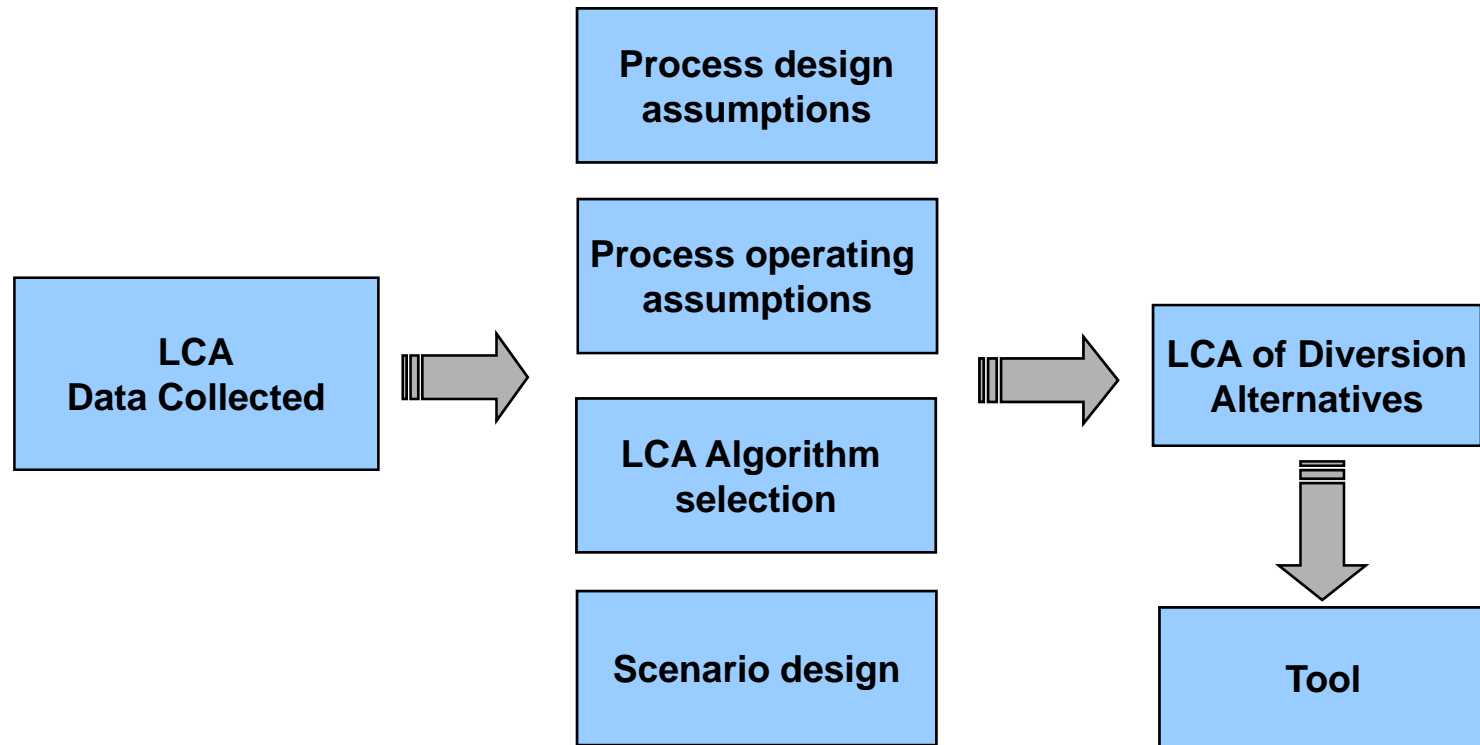 Process design
assumptions
Process operating
assumptions
LCA
Data Collected
LCA Algorithm
selection
Scenario design
LCA of Diversion
Alternatives
Tool